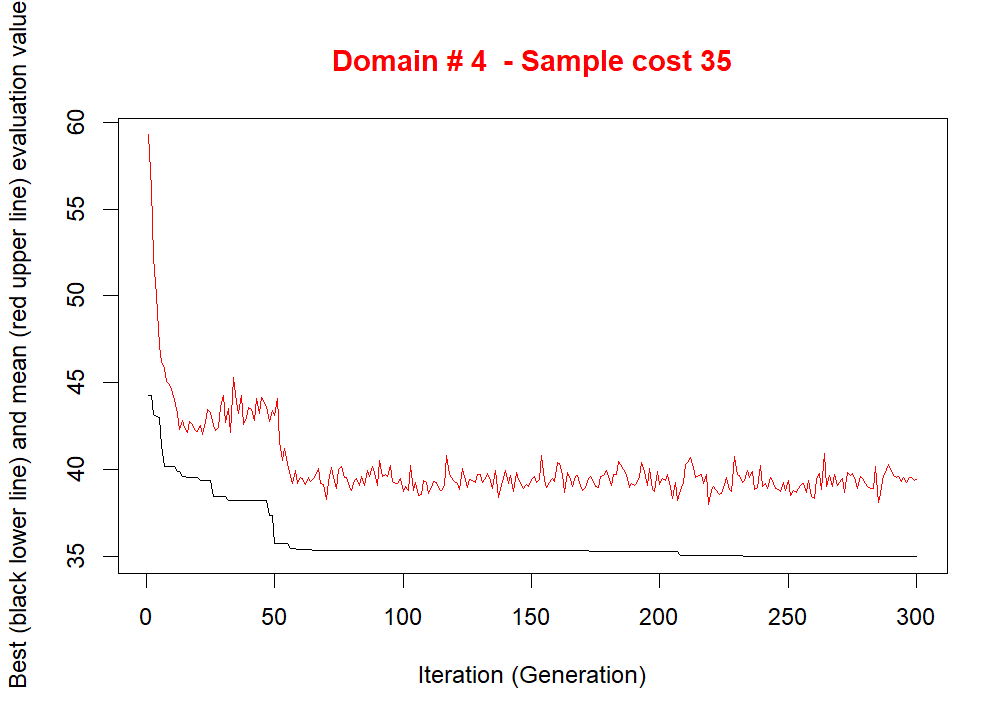 Domain # 4  - Sample cost 35
Best (black lower line) and mean (red upper line) evaluation value
60
55
50
45
40
35
0 50 100 150 200 250 300
Iteration (Generation)